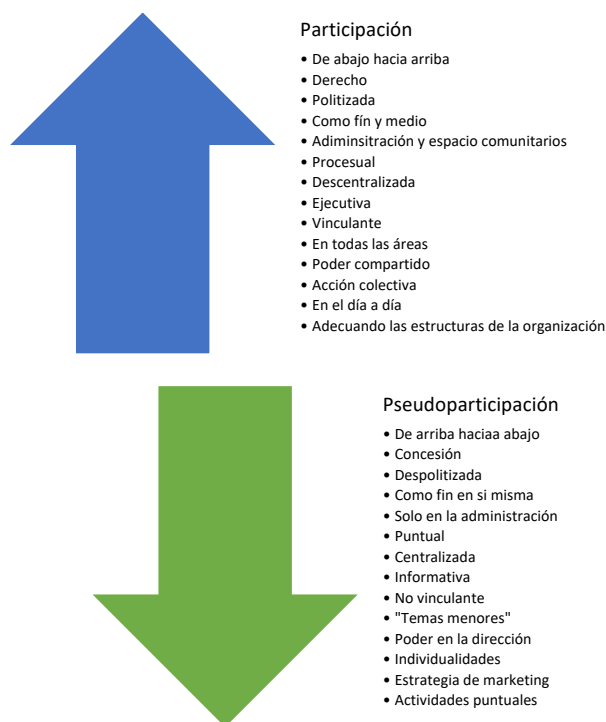 Participación
• De abajo hacia arriba
• Derecho
• Politizada
• Como fín y medio
• Adiminsitración y espacio comunitarios
• Procesual
• Descentralizada
• Ejecutiva
• Vinculante
• En todas las áreas
• Poder compartido
• Acción colectiva
• En el día a día
• Adecuando las estructuras de la organización
Pseudoparticipación
• De arriba haciaa abajo
• Concesión
• Despolitizada
• Como fin en si misma
• Solo en la administración
• Puntual
• Centralizada
• Informativa
• No vinculante
• "Temas menores"
• Poder en la dirección
• Individualidades
• Estrategia de marketing
• Actividades puntuales